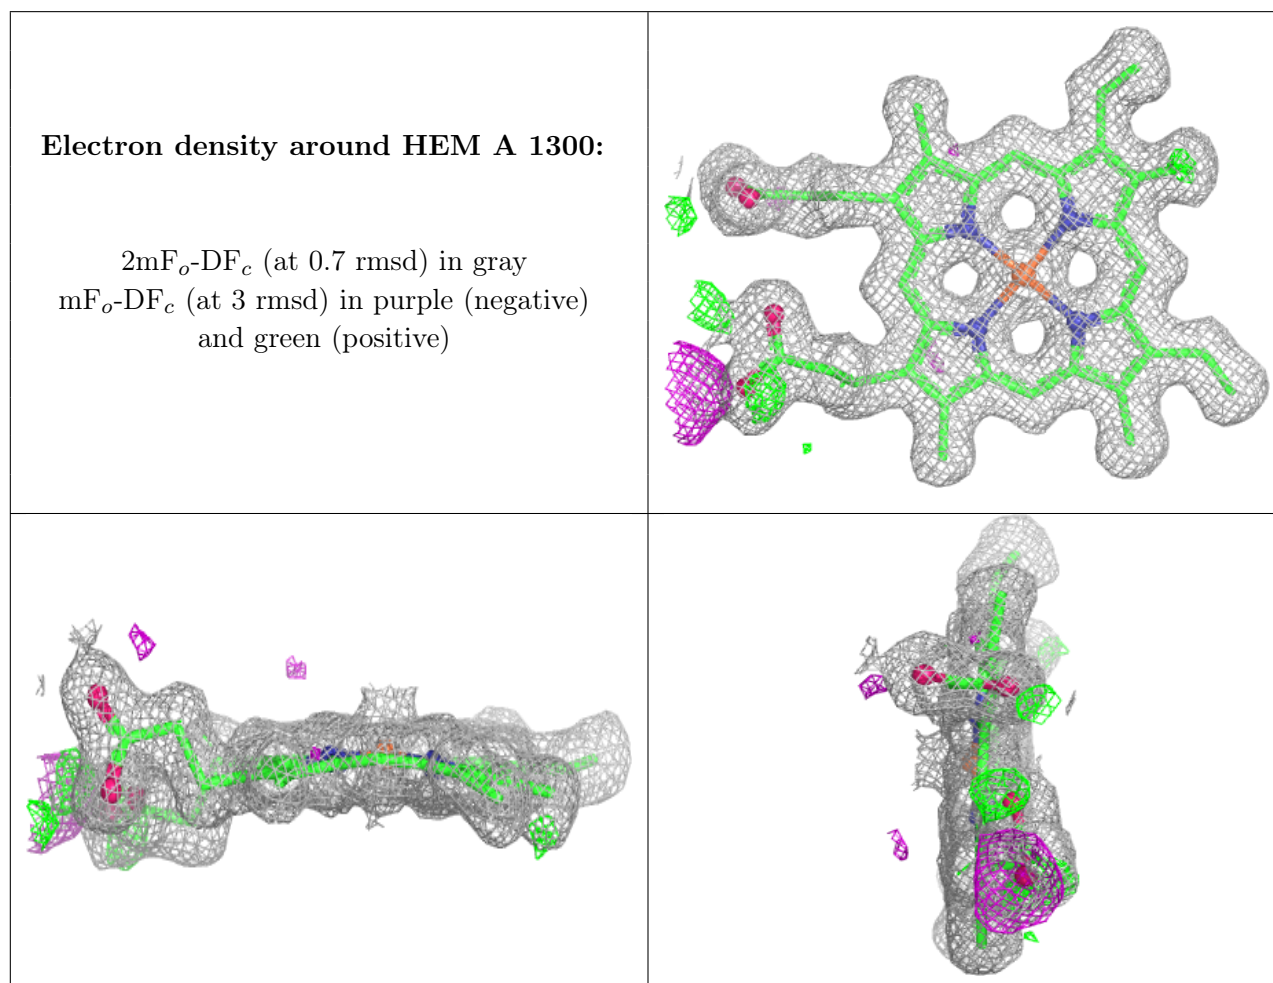 Electron density around HEM A 1300:
2mFo-DFc (at 0.7 rmsd) in gray
mFo-DFc (at 3 rmsd) in purple (negative)
and green (positive)